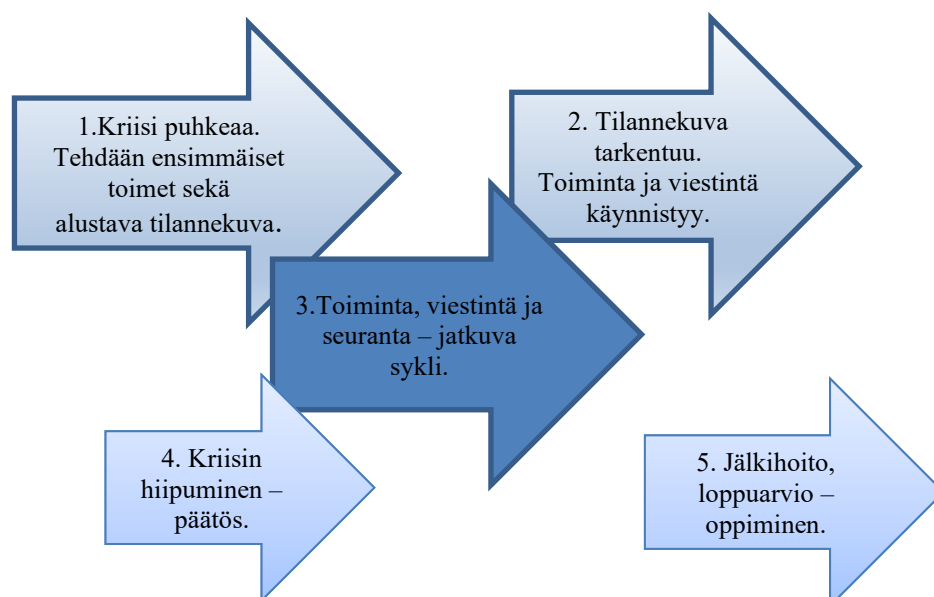 1.Kriisi puhkeaa.
Tehdään ensimmäiset
toimet sekä
alustava tilannekuva.
2. Tilannekuva
tarkentuu.
Toiminta ja viestintä
käynnistyy.
3.Toiminta, viestintä ja
seuranta – jatkuva
sykli.
4. Kriisin
hiipuminen –
päätös.
5. Jälkihoito,
loppuarvio –
oppiminen.